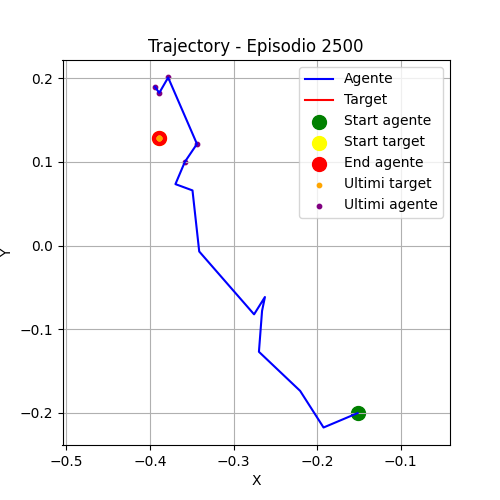 Trajectory - Episodio 2500
Agente
Target
Start agente
Start target
End agente
Ultimi target
Ultimi agente
0.2
0.1
0.0
−0.1
−0.2
Y
−0.5
−0.4
−0.3
−0.2
−0.1
X